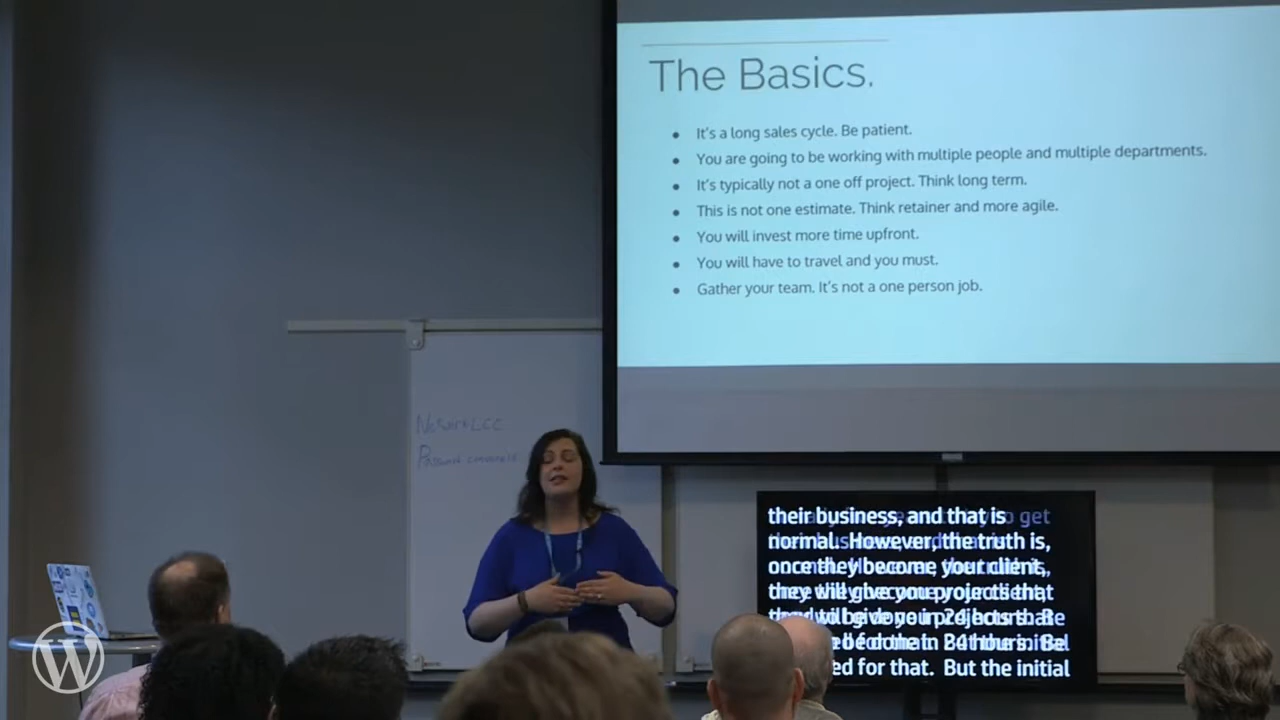 The Basics.
It's a long sales cycle. Be patient.
You are going to be working with multiple people and multiple departments.
It's typically not a one off project. Think long term.
This is not one estimate. Think retainer and more agile.
You will invest more time upfront.
You will have to travel and you must.
Gather your team. It's not a one person job.
Network LEC
Password
their business, and that is
get
normal. However, the truth is,
once they become your client,
they will give you projects that
ed for that. But the initial
W